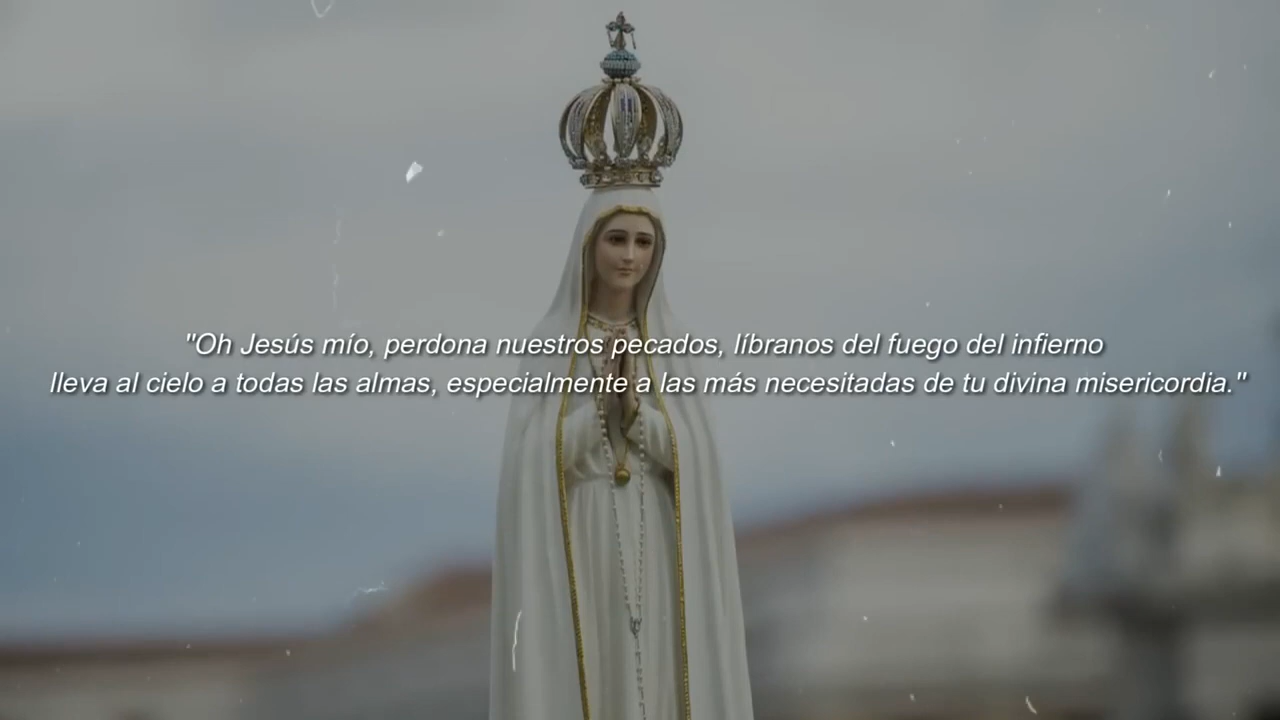 "Oh Jesús mío, perdona nuestros pecados, líbranos del fuego del infierno
lleva al cielo a todas las almas, especialmente a las más necesitadas de tu divina misericordia."